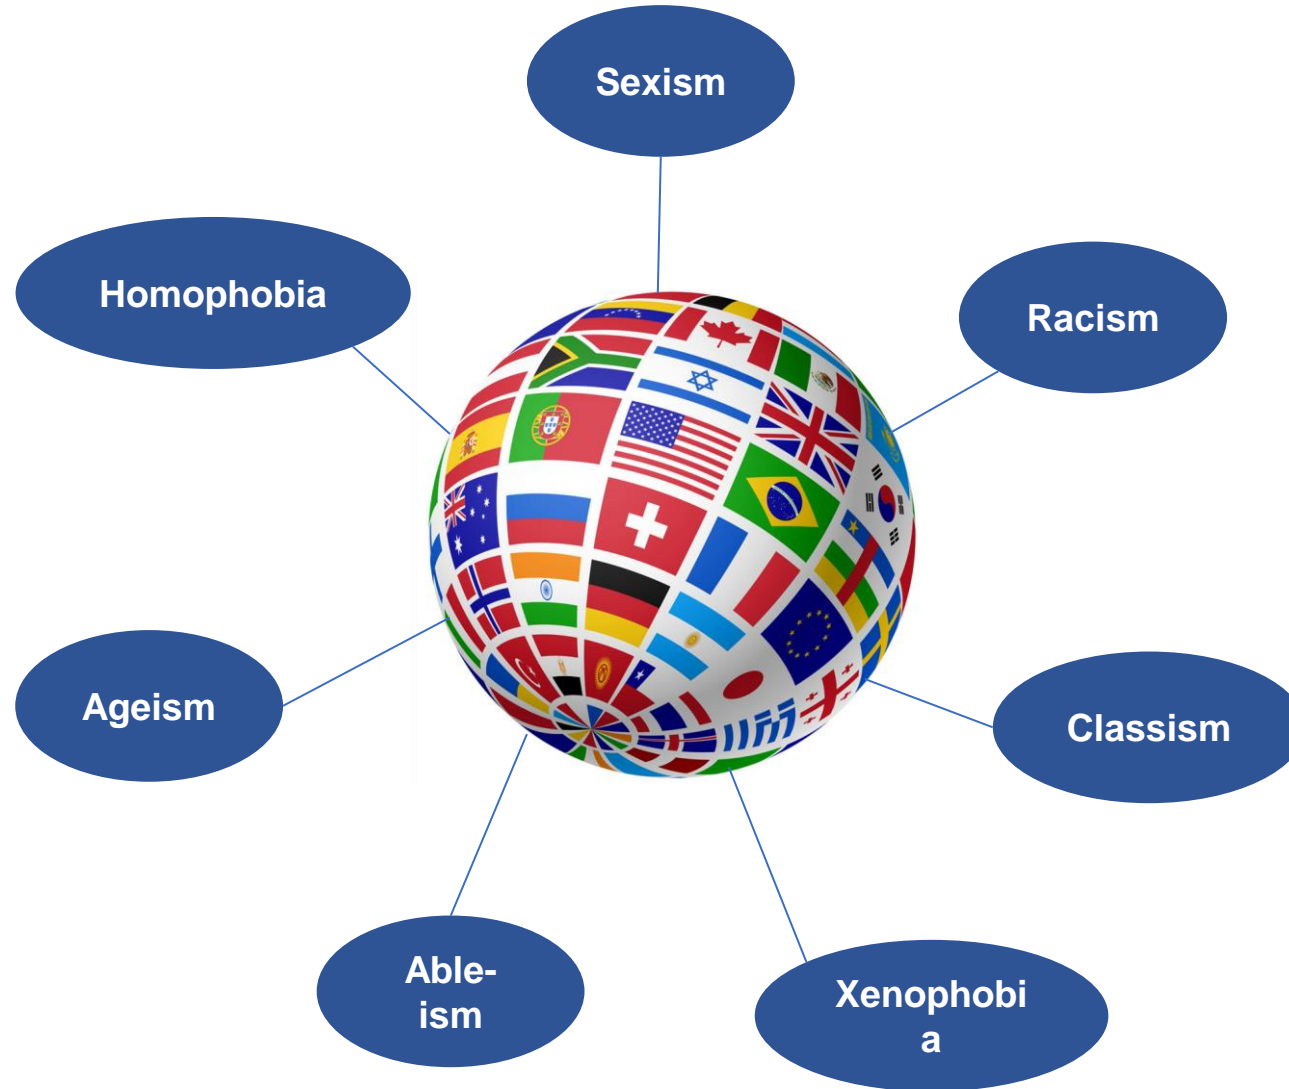 Sexism
Homophobia
Racism
Ageism
Classism
Able-
ism
Xenophobi
a